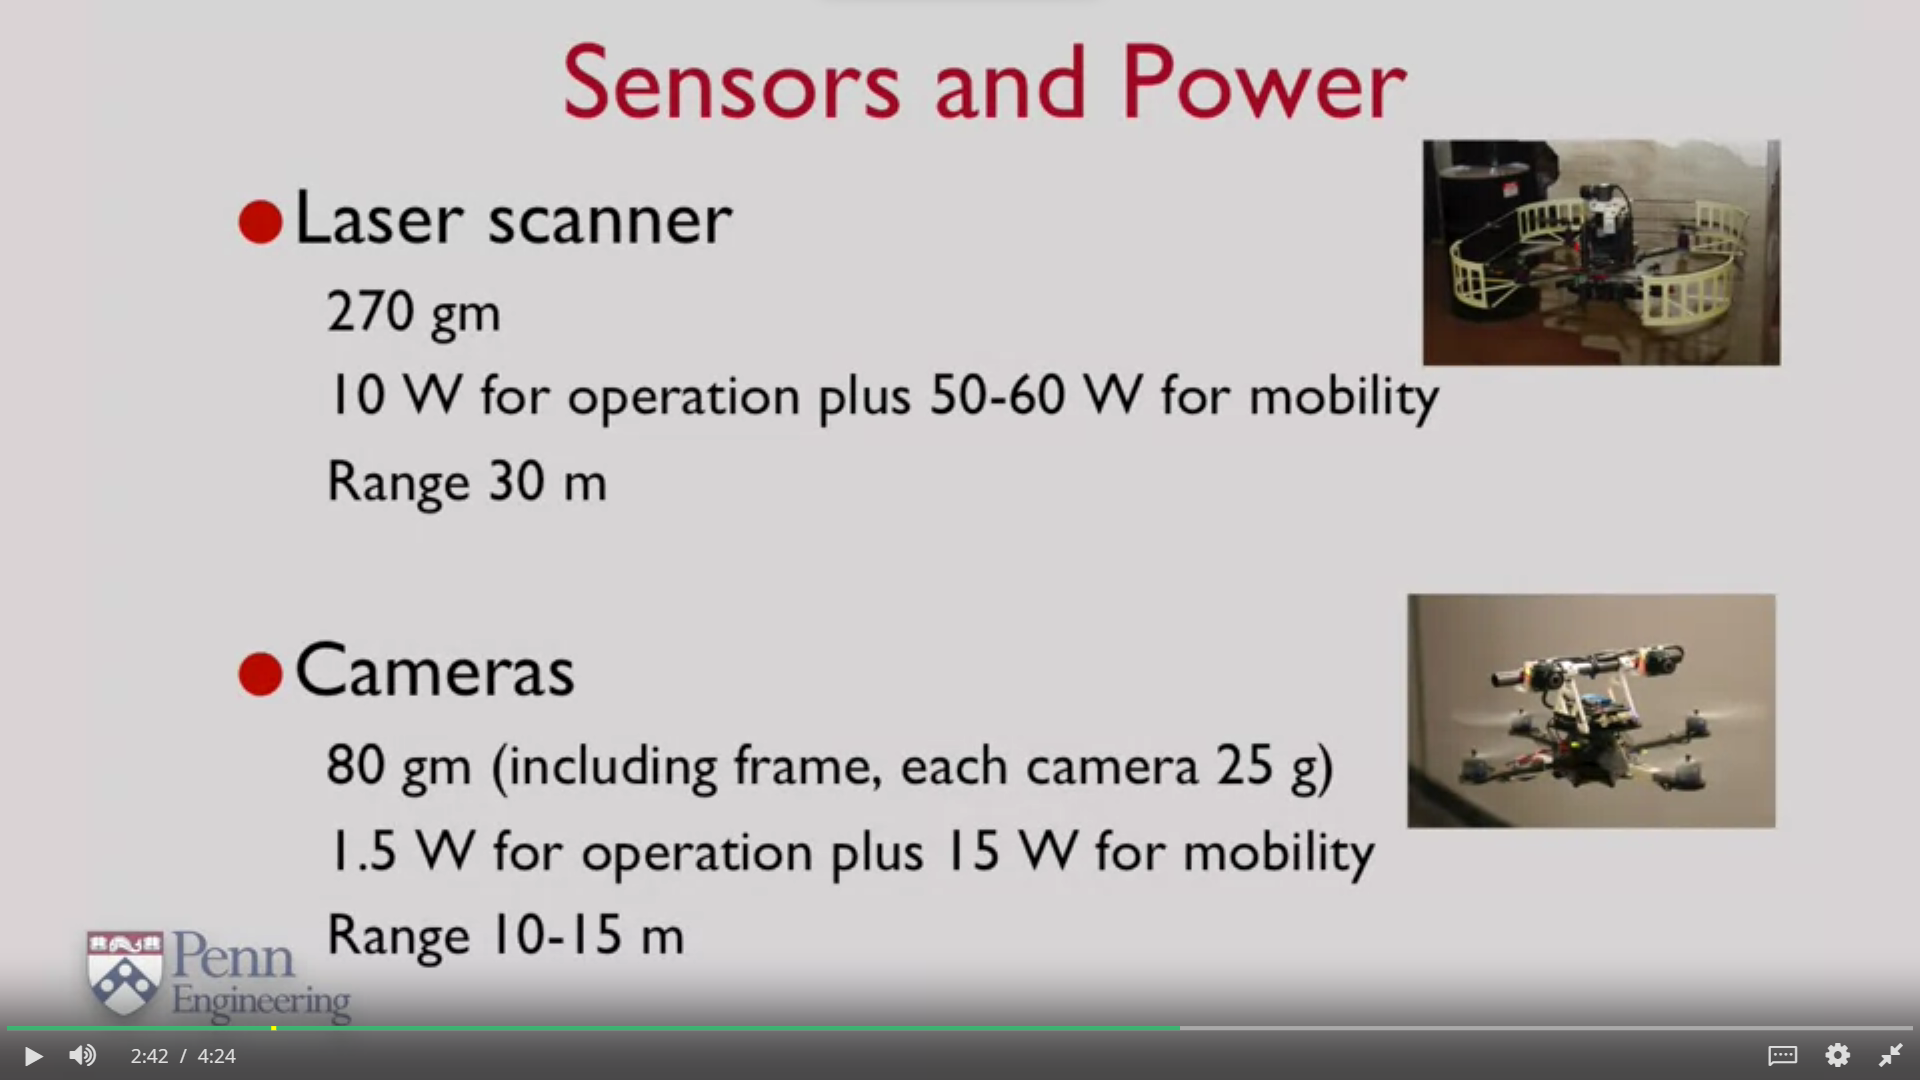 Sensors and Power
Laser scanner
270 gm
10 W for operation plus 50-60 W for mobility
Range 30 m
Cameras
80 gm (including frame, each camera 25 g)
1.5 W for operation plus 15 W for mobility
Range 10-15 m
Penn
Engineering
2:42 / 4:24